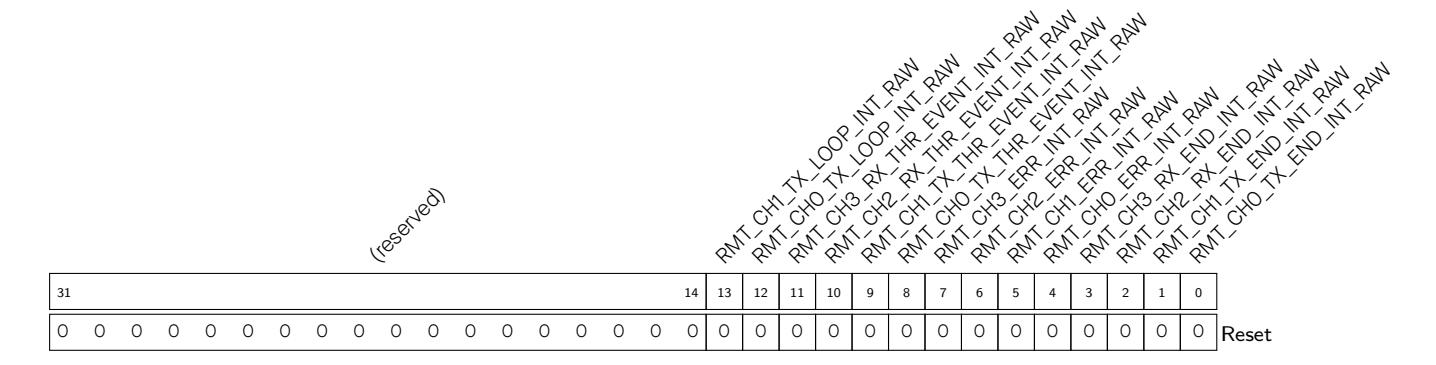 (reserved)
RMT_CH1_TX_LOOP_INT_RAW
RMT_CH0_TX_LOOP_INT_RAW
RMT_CH3_RX_THR_EVENT_INT_RAW
RMT_CH2_RX_THR_EVENT_INT_RAW
RMT_CH1_TX_THR_EVENT_INT_RAW
RMT_CH0_TX_THR_EVENT_INT_RAW
RMT_CH3_ERR_INT_RAW
RMT_CH2_ERR_INT_RAW
RMT_CH1_ERR_INT_RAW
RMT_CH0_ERR_INT_RAW
RMT_CH3_RX_END_INT_RAW
RMT_CH2_RX_END_INT_RAW
RMT_CH1_TX_END_INT_RAW
RMT_CH0_TX_END_INT_RAW
31 14 13 12 11 10 9 8 7 6 5 4 3 2 1 0
0 0 0 0 0 0 0 0 0 0 0 0 0 0 0 0 0 0 0 0 0 0 0 0 0 0 0 0 0 0 0 0 Reset